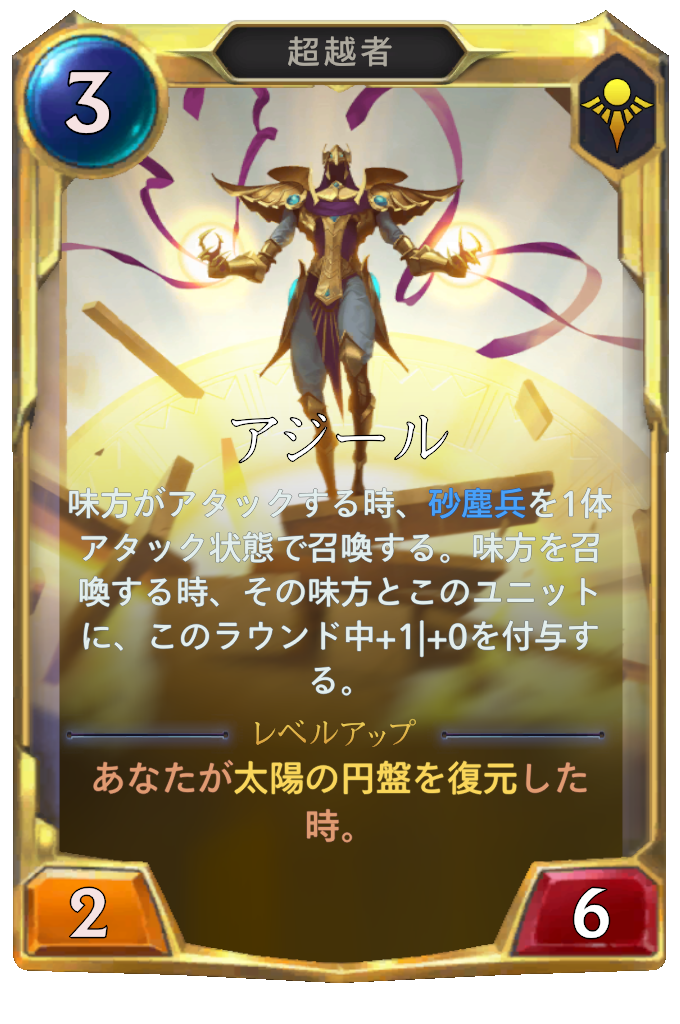 超越者
3
アジール
味方がアタックする時、砂塵兵を1体
アタック状態で召喚する。味方を召
喚する時、その味方とこのユニット
に、このラウンド中+1|+0を付与す
る。
レベルアップ
あなたが太陽の円盤を復元した
時。
2
6